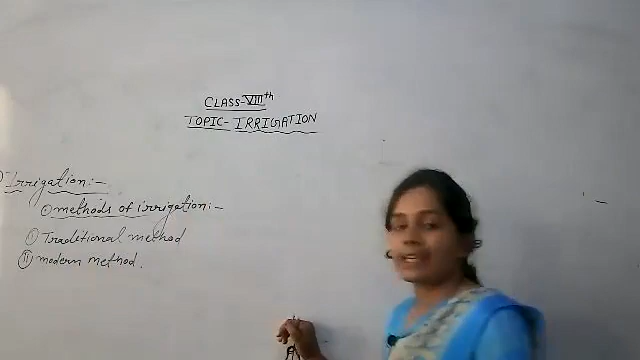 CLASS-VIIIth
TOPIC- IRRIGATION
Irrigation:-
methods of irrigation:-
(I) Traditional method
(II) modern method.